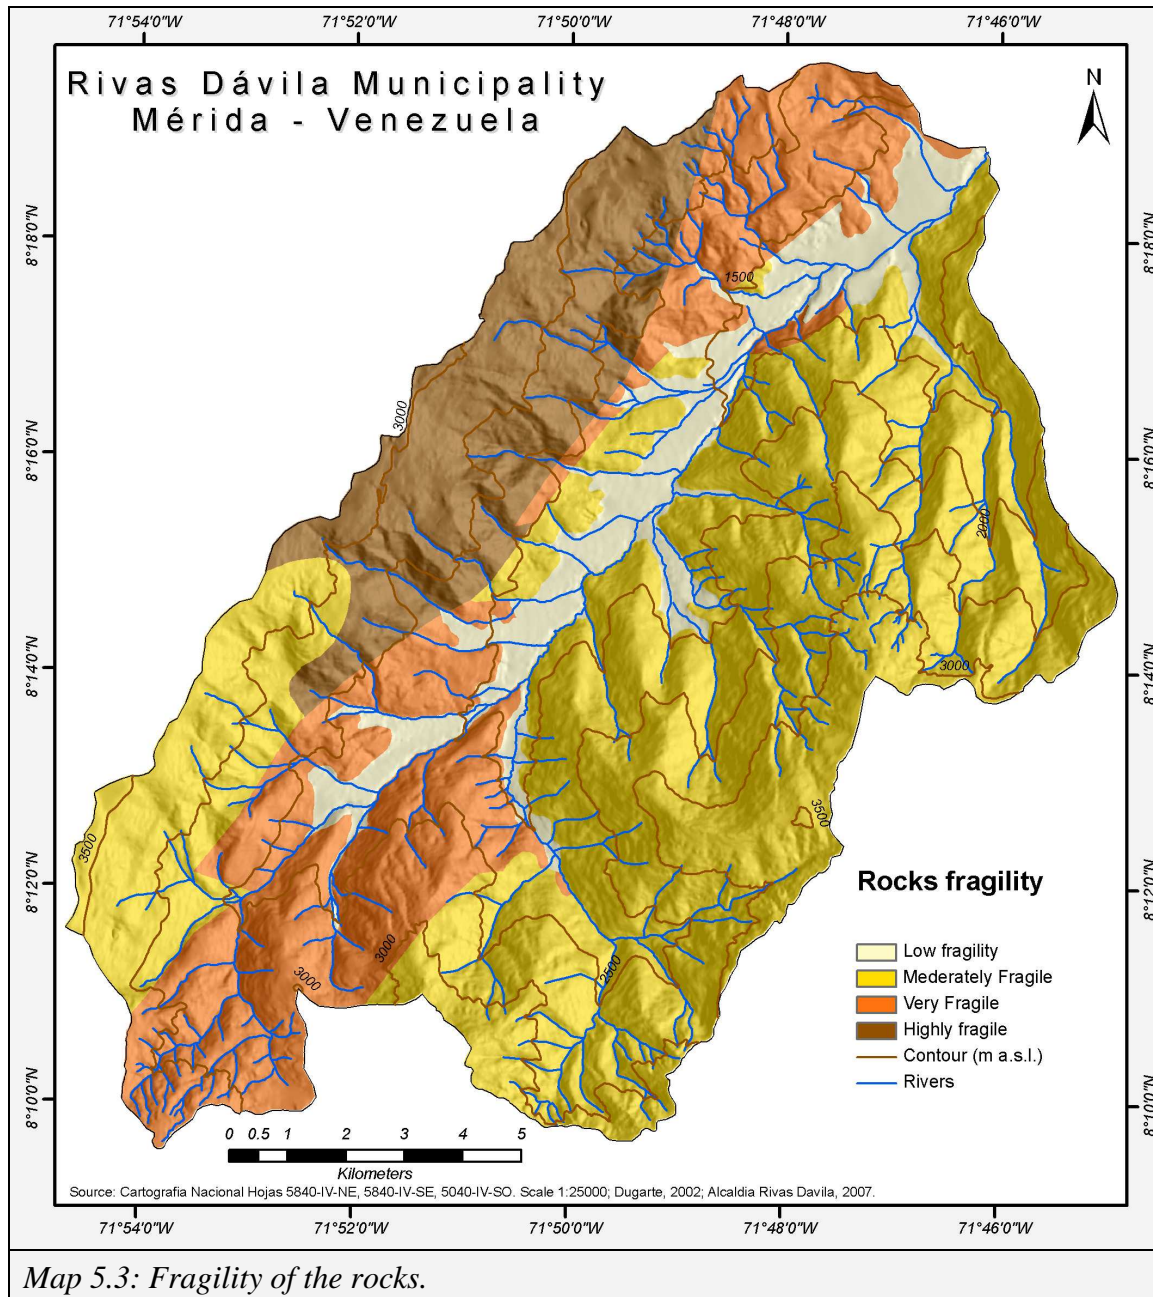 71°54'0"W 71°52'0"W 71°50'0"W 71°48'0"W 71°46'0"W
Rivas Dávila Municipality
Mérida - Venezuela
N
8°18'0"N 8°18'0"N
1500
3000
8°16'0"N 8°16'0"N
2000
8°14'0"N 8°14'0"N
3000
3500
3500
8°12'0"N 8°12'0"N
Rocks fragility
3000
3000
2500
Low fragility
Mederately Fragile
Very Fragile
Highly fragile
Contour (m a.s.l.)
Rivers
8°10'0"N 8°10'0"N
0 0.5 1 2 3 4 5
Kilometers
Source: Cartografia Nacional Hojas 5840-IV-NE, 5840-IV-SE, 5040-IV-SO. Scale 1:25000; Dugarte, 2002; Alcaldia Rivas Davila, 2007.
71°54'0"W 71°52'0"W 71°50'0"W 71°48'0"W 71°46'0"W
Map 5.3: Fragility of the rocks.